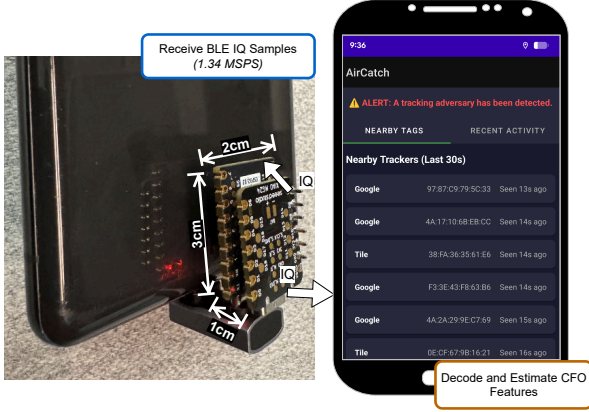 Receive BLE IQ Samples
(1.34 MSPS)
2cm
3cm
1cm
IQ
IQ
seeed studio
XIAO MG24
9:36
AirCatch
⚠ ALERT: A tracking adversary has been detected.
NEARBY TAGS RECENT ACTIVITY
Nearby Trackers (Last 30s)
Google 97:87:C9:79:5C:33 Seen 13s ago
Google 4A:17:10:6B:EB:CC Seen 14s ago
Tile 38:FA:36:35:61:E6 Seen 14s ago
Google F3:3E:43:F8:63:B6 Seen 14s ago
Google 4A:2A:29:9E:C7:69 Seen 15s ago
Tile 0E:CF:67:9B:16:21 Seen 16s ago
Decode and Estimate CFO
Features